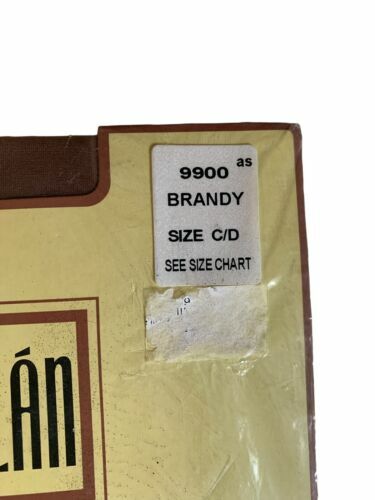 as
9900
BRANDY
SIZE C/D
SEE SIZE CHART
LÁN